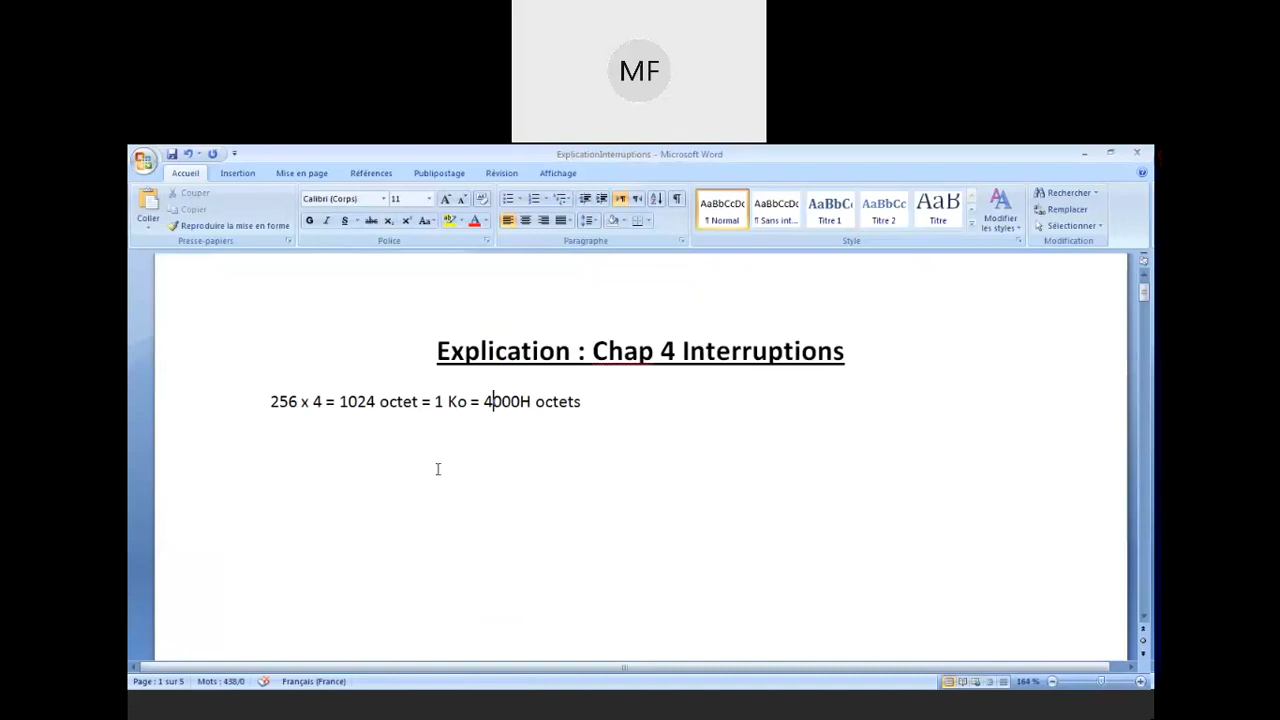 MF
ExplicationInterruptions - Microsoft Word
Accueil Insertion Mise en page Références Publipostage Révision Affichage
Coller
Couper
Copier
Reproduire la mise en forme
Presse-papiers
Calibri (Corps) 11
Police
Paragraphe
AaBbCcDc AaBbCcDc AaBbC AaBbCc AaB
¶ Normal ¶ Sans int... Titre 1 Titre 2 Titre
Style
Modifier
les styles
Rechercher
Remplacer
Sélectionner
Modification
Explication : Chap 4 Interruptions
256 x 4 = 1024 octet = 1 Ko = 4000H octets
Page : 1 sur 5 Mots : 438/0 Français (France) 164 %